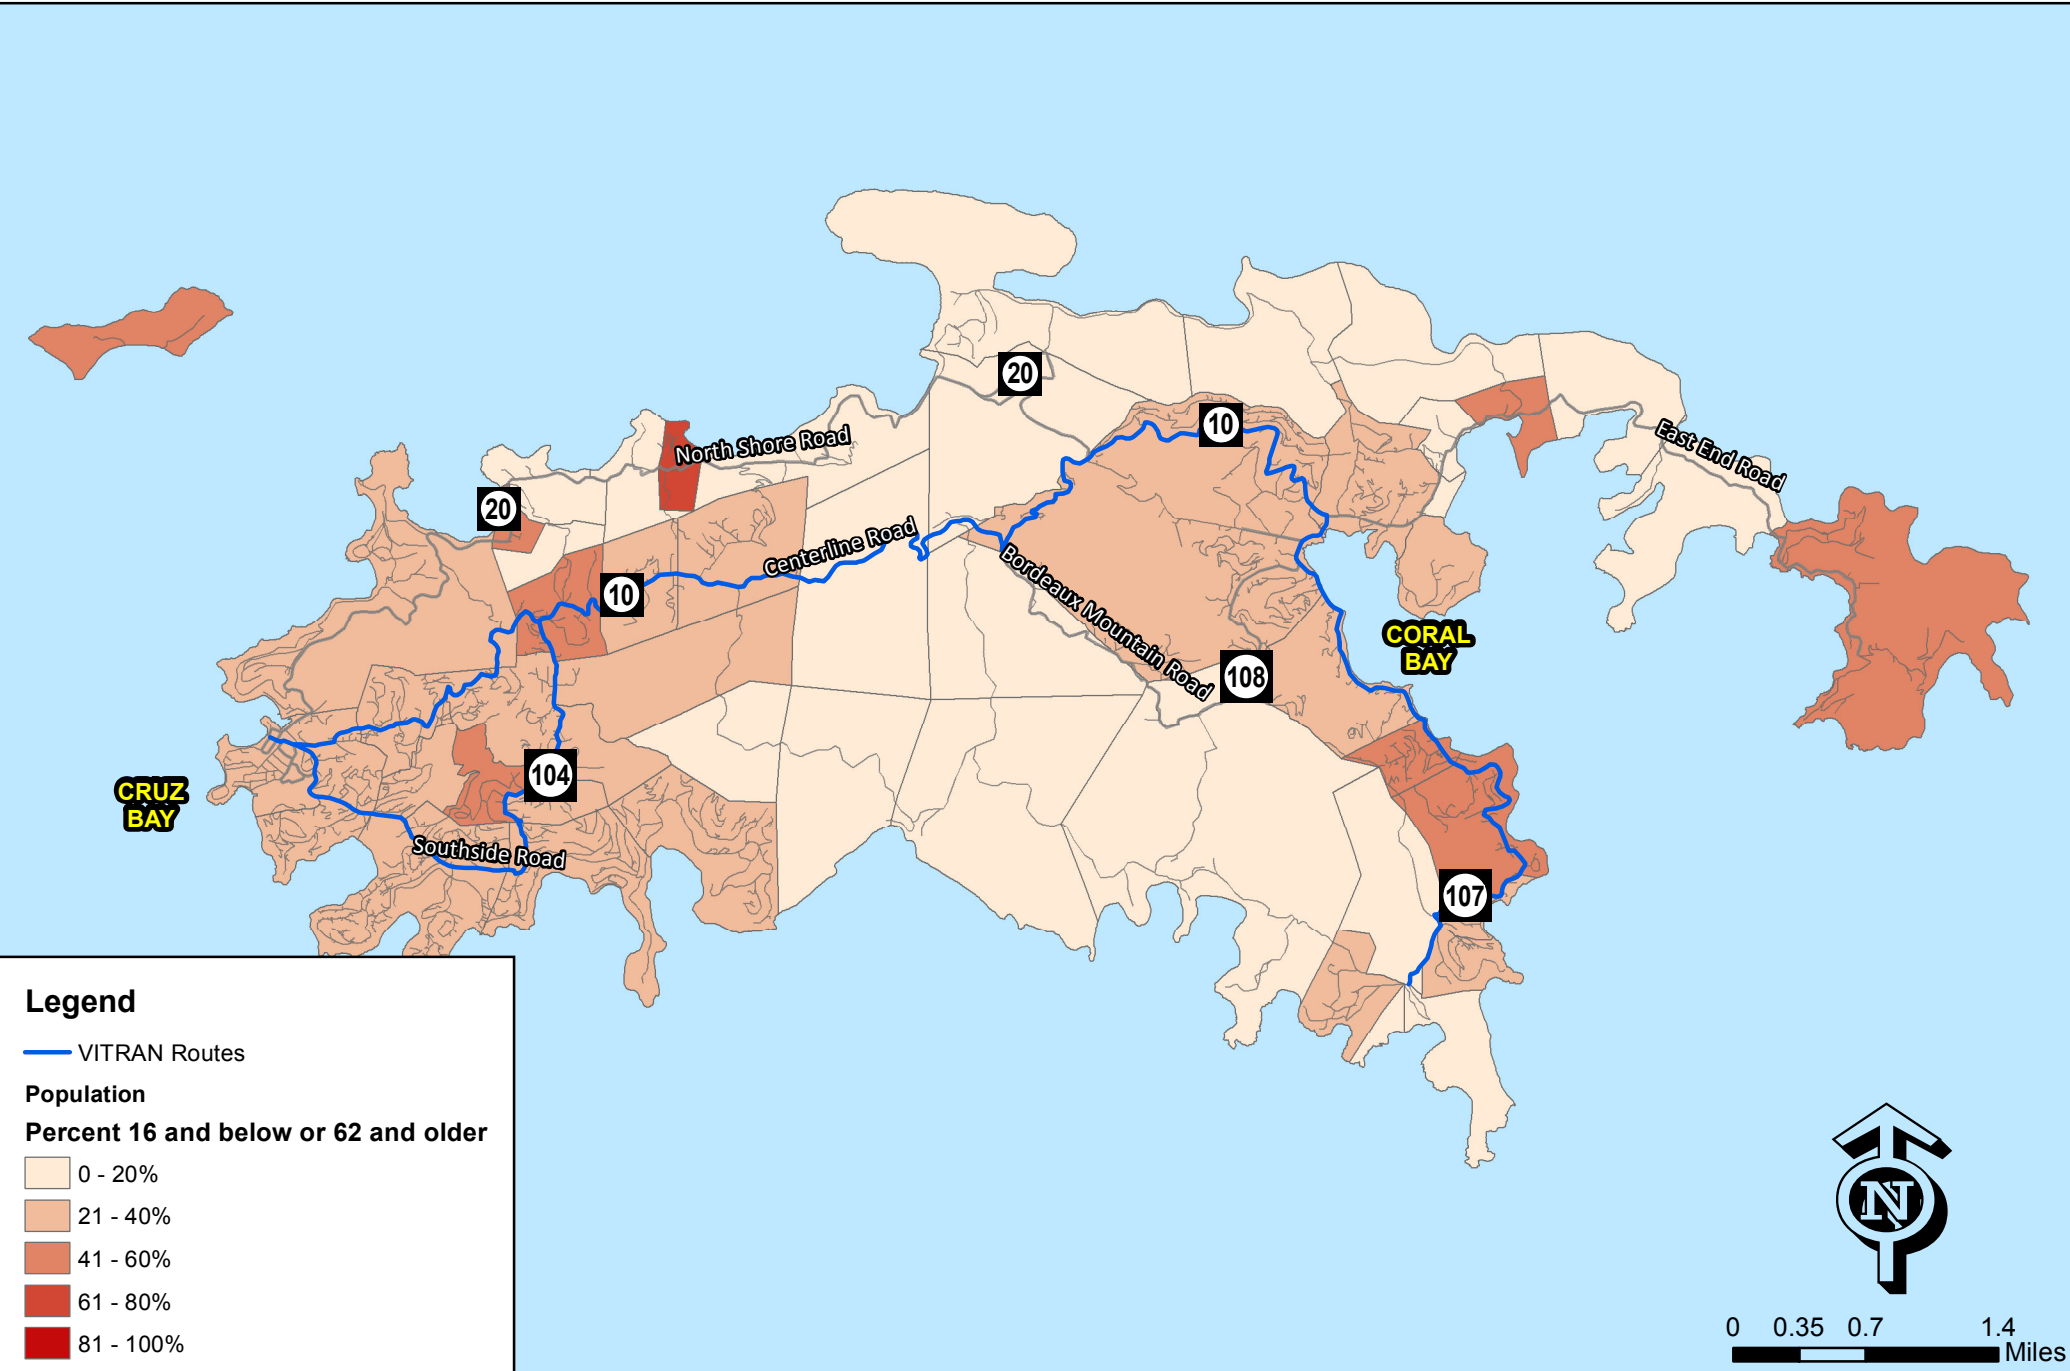 20
10
North Shore Road
East End Road
20
Centerline Road
10
Bordeaux Mountain Road
CORAL
BAY
108
104
CRUZ
BAY
Southside Road
107
Legend
VITRAN Routes
Population
Percent 16 and below or 62 and older
0 - 20%
21 - 40%
41 - 60%
61 - 80%
81 - 100%
N
0 0.35 0.7 1.4
Miles